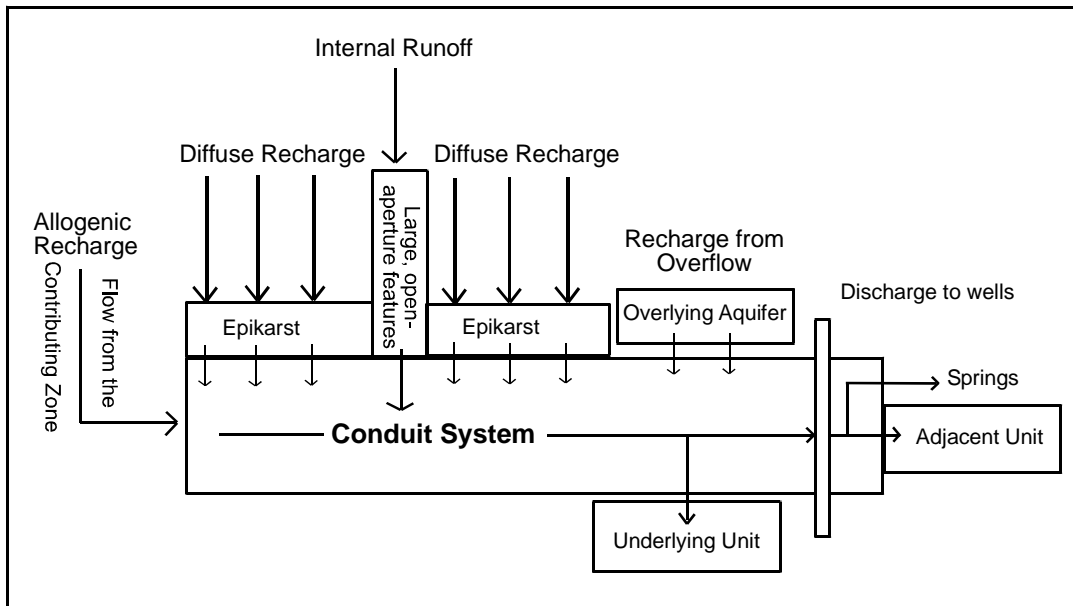 Internal Runoff
Diffuse Recharge
Diffuse Recharge
Large, open-
aperture features
Allogenic
Recharge
Flow from the
Contributing Zone
Recharge from
Overflow
Discharge to wells
Epikarst
Epikarst
Overlying Aquifer
Springs
Conduit System
Adjacent Unit
Underlying Unit